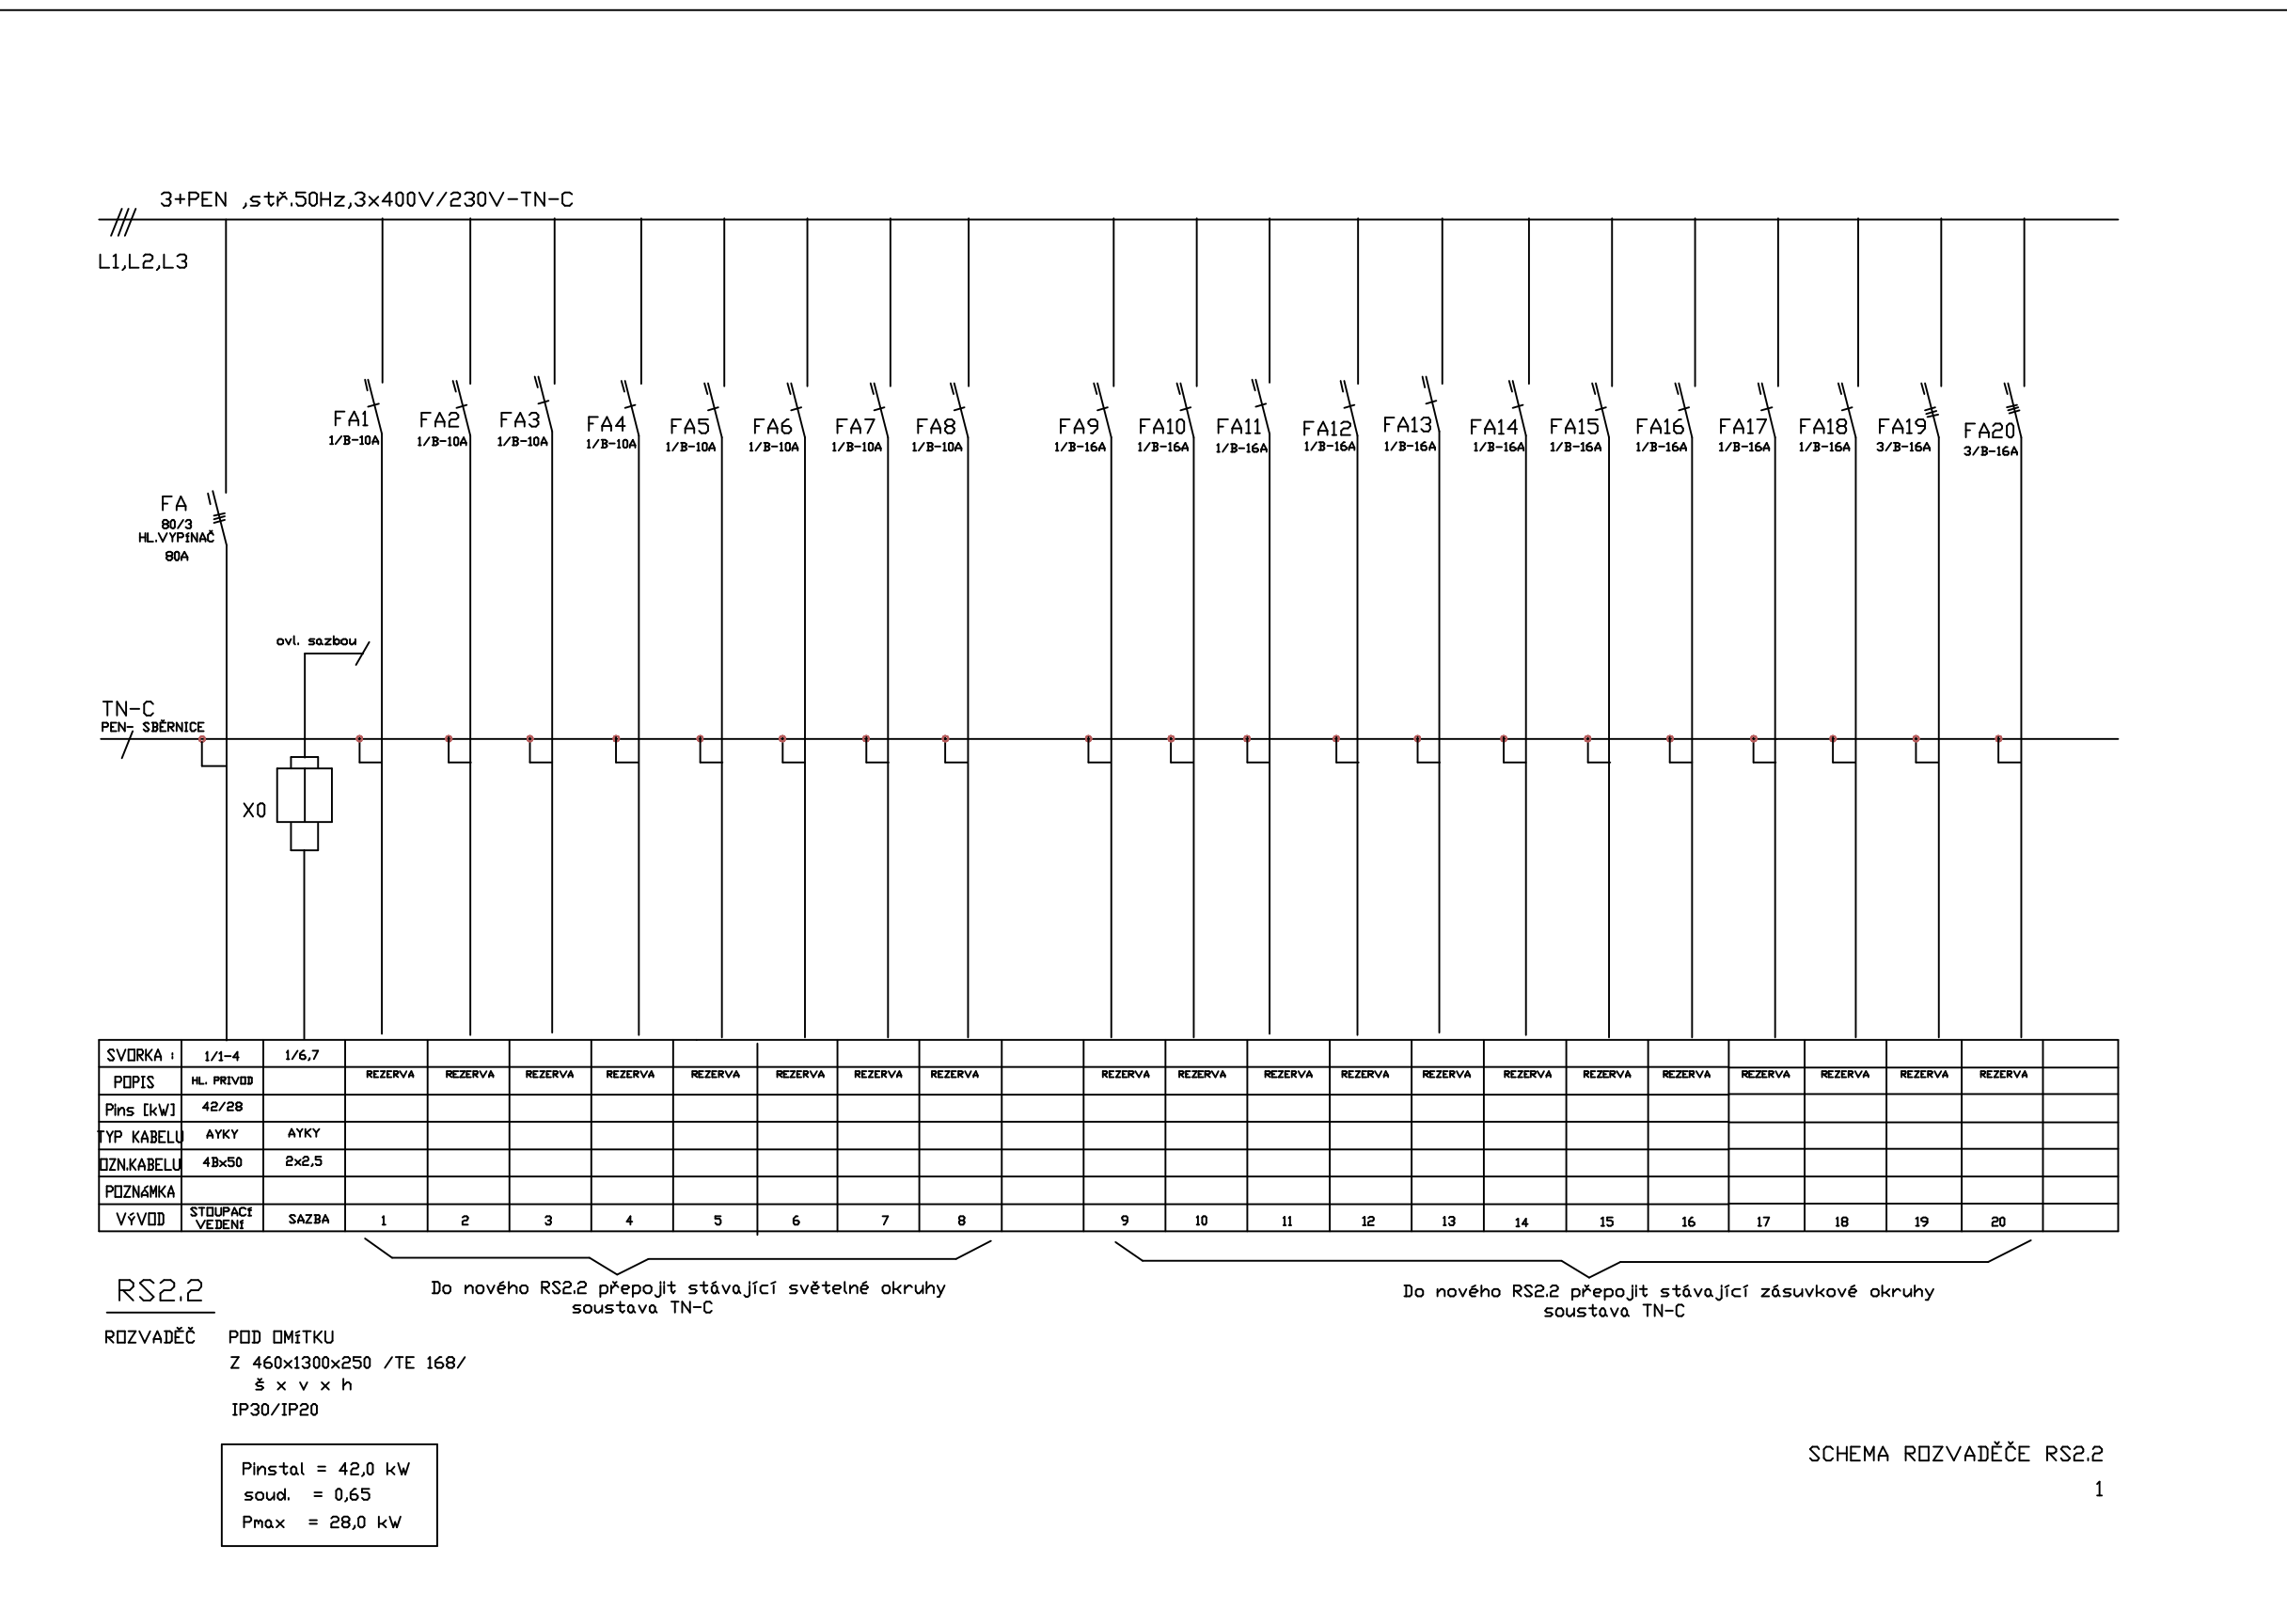 3+PEN ,stř.50Hz,3x400V/230V-TN-C
L1,L2,L3
FA1
1/B-10A
FA2
1/B-10A
FA3
1/B-10A
FA4
1/B-10A
FA5
1/B-10A
FA6
1/B-10A
FA7
1/B-10A
FA8
1/B-10A
FA9
1/B-16A
FA10
1/B-16A
FA11
1/B-16A
FA12
1/B-16A
FA13
1/B-16A
FA14
1/B-16A
FA15
1/B-16A
FA16
1/B-16A
FA17
1/B-16A
FA18
1/B-16A
FA19
3/B-16A
FA20
3/B-16A
FA
80/3
HL.VYPÍNAČ
80A
ovl. sazbou
TN-C
PEN- SBĚRNICE
X0
SVORKA : 1/1-4 1/6,7
POPIS HL. PRIVOD REZERVA REZERVA REZERVA REZERVA REZERVA REZERVA REZERVA REZERVA REZERVA REZERVA REZERVA REZERVA REZERVA REZERVA REZERVA REZERVA REZERVA REZERVA REZERVA REZERVA
Pins [kW] 42/28
TYP KABELU AYKY AYKY
OZN.KABELU 4Bx50 2x2,5
POZNÁMKA
VÝVOD STOUPACÍ VEDENÍ SAZBA 1 2 3 4 5 6 7 8 9 10 11 12 13 14 15 16 17 18 19 20
Do nového RS2.2 přepojit stávající světelné okruhy
soustava TN-C
Do nového RS2.2 přepojit stávající zásuvkové okruhy
soustava TN-C
RS2.2
ROZVADĚČ POD OMÍTKU
Z 460x1300x250 /TE 168/
š x v x h
IP30/IP20
Pinstal = 42,0 kW
soud. = 0,65
Pmax = 28,0 kW
SCHEMA ROZVADĚČE RS2.2
1